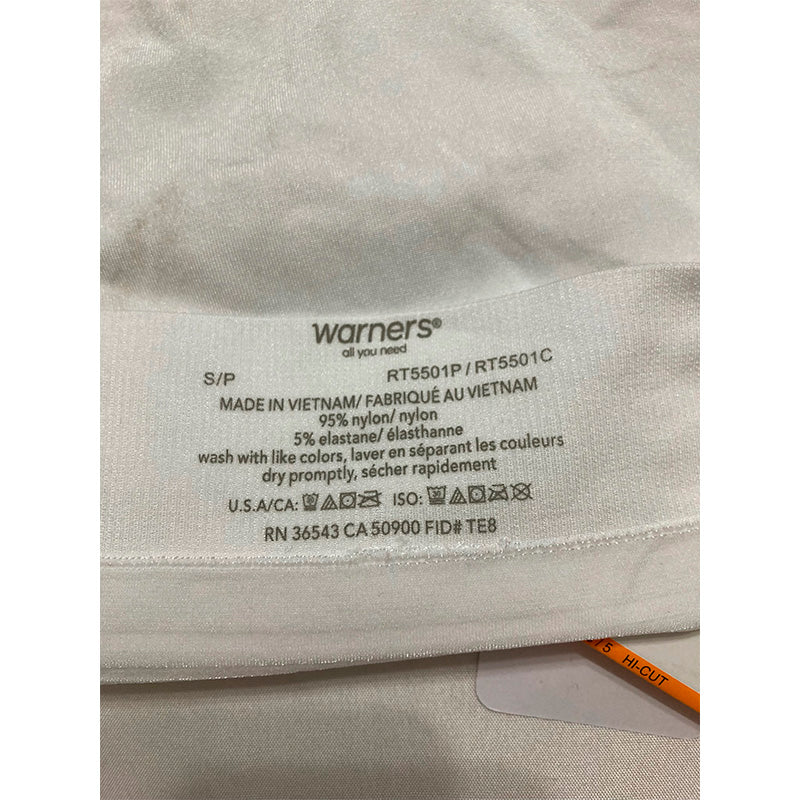 warners®
all you need
S/P RT5501P / RT5501C
MADE IN VIETNAM/ FABRIQUÉ AU VIETNAM
95% nylon/ nylon
5% elastane/ élasthanne
wash with like colors, laver en séparant les couleurs
dry promptly, sécher rapidement
U.S.A/CA: ISO:
RN 36543 CA 50900 FID# TE8
/ 5 HI-CUT